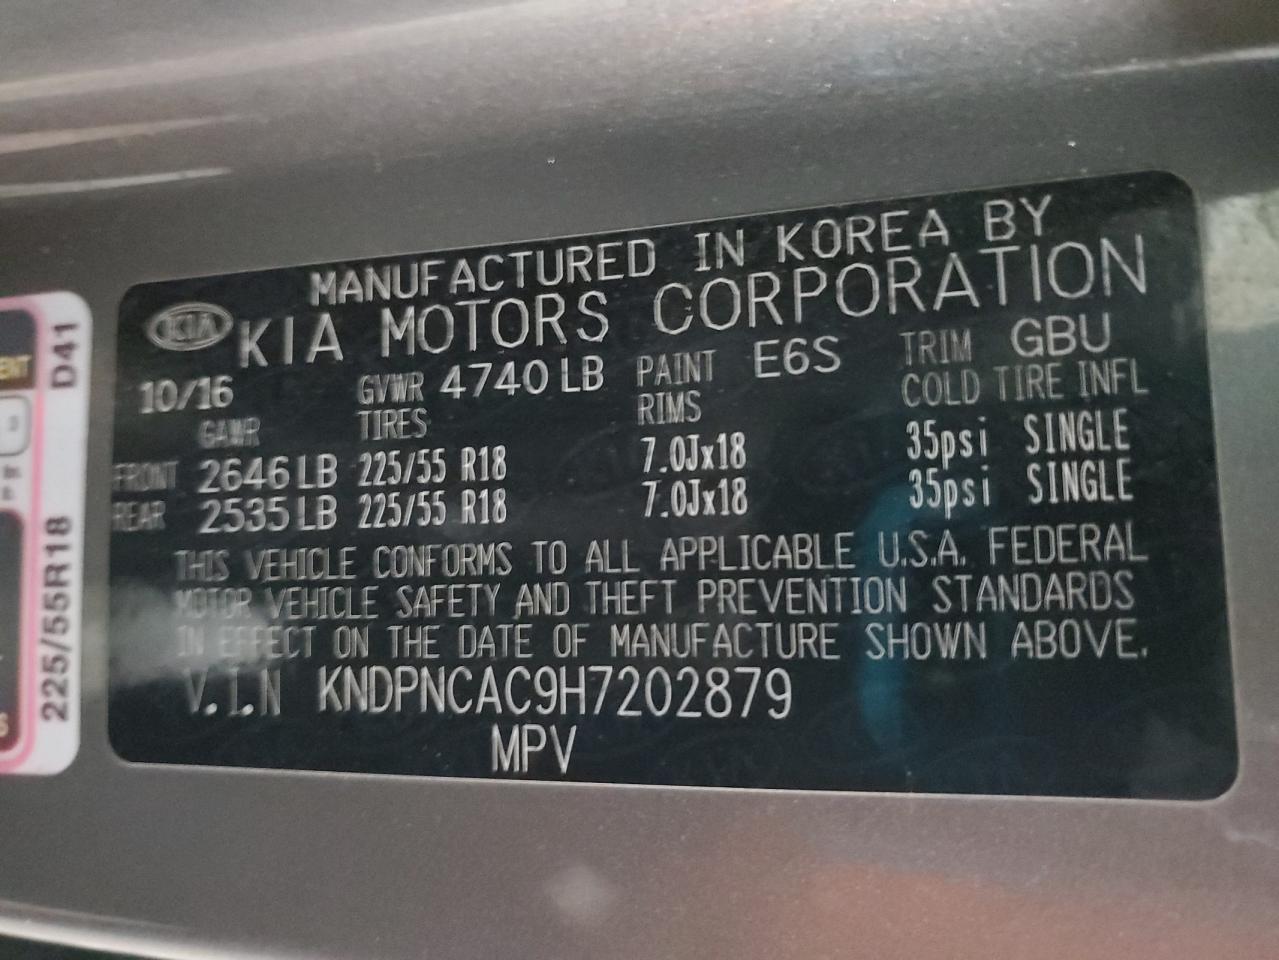 MANUFACTURED IN KOREA BY
KIA KIA MOTORS CORPORATION
10/16 GVWR 4740 LB PAINT E6S TRIM GBU
GAWR TIRES RIMS COLD TIRE INFL
FRONT 2646 LB 225/55 R18 7.0Jx18 35psi SINGLE
REAR 2535 LB 225/55 R18 7.0Jx18 35psi SINGLE
THIS VEHICLE CONFORMS TO ALL APPLICABLE U.S.A. FEDERAL
MOTOR VEHICLE SAFETY AND THEFT PREVENTION STANDARDS
IN EFFECT ON THE DATE OF MANUFACTURE SHOWN ABOVE.
V.I.N KNDPNCAC9H7202879
MPV
225/55R18 D41